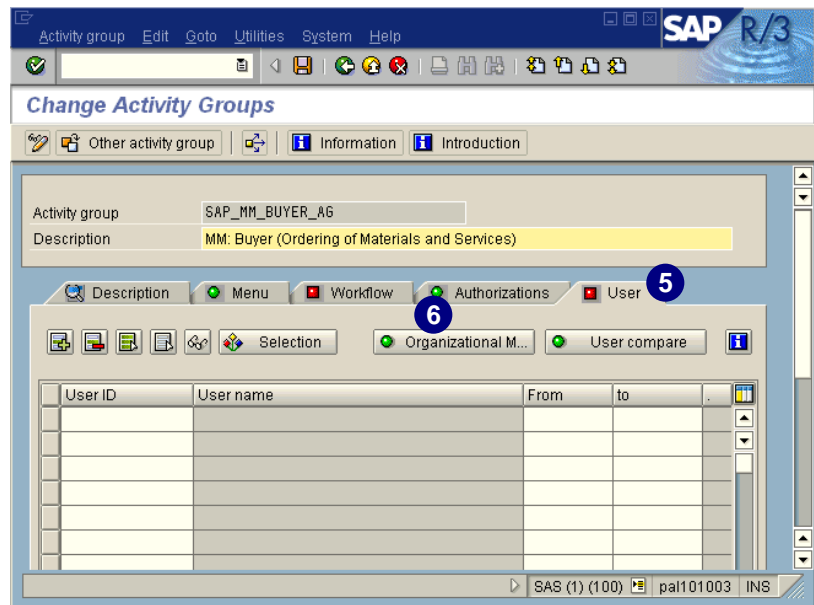 Activity group Edit Goto Utilities System Help
SAP R/3
Change Activity Groups
Other activity group Information Introduction
Activity group SAP_MM_BUYER_AG
Description MM: Buyer (Ordering of Materials and Services)
Description Menu Workflow Authorizations User 5
6
Selection Organizational M... User compare
User ID User name From to .
SAS (1) (100) pal101003 INS